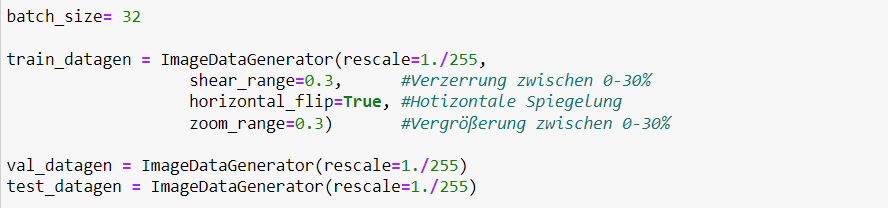 batch_size= 32
train_datagen = ImageDataGenerator(rescale=1./255,
shear_range=0.3, #Verzerrung zwischen 0-30%
horizontal_flip=True, #Hotizontale Spiegelung
zoom_range=0.3) #Vergrößerung zwischen 0-30%
val_datagen = ImageDataGenerator(rescale=1./255)
test_datagen = ImageDataGenerator(rescale=1./255)